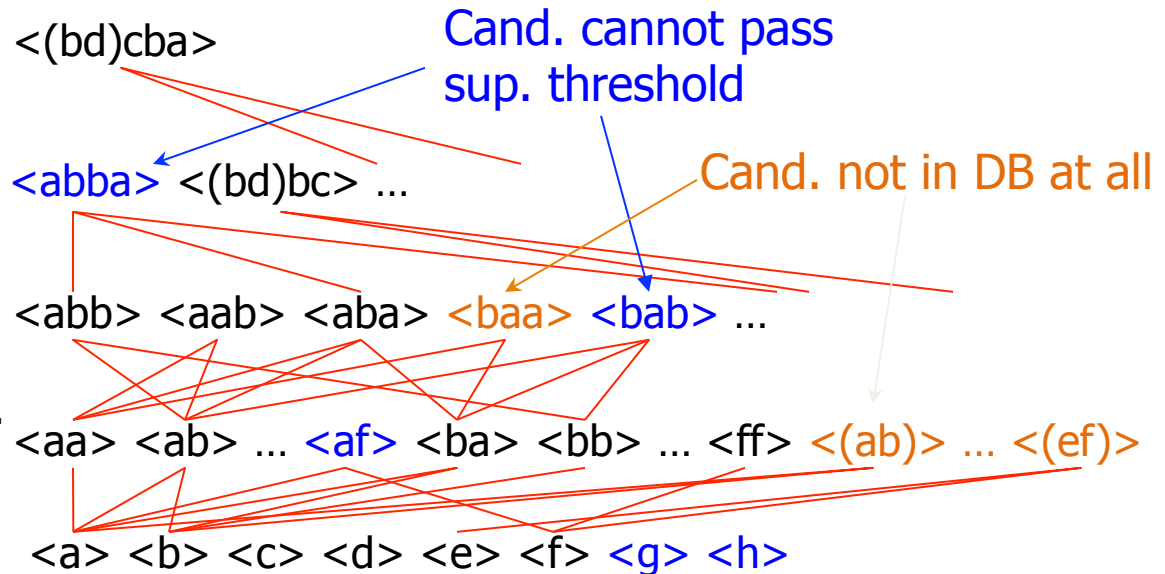 <(bd)cba>
Cand. cannot pass
sup. threshold
<abba> <(bd)bc> …
Cand. not in DB at all
<abb> <aab> <aba> <baa> <bab> …
<aa> <ab> … <af> <ba> <bb> … <ff> <(ab)> … <(ef)>
<a> <b> <c> <d> <e> <f> <g> <h>